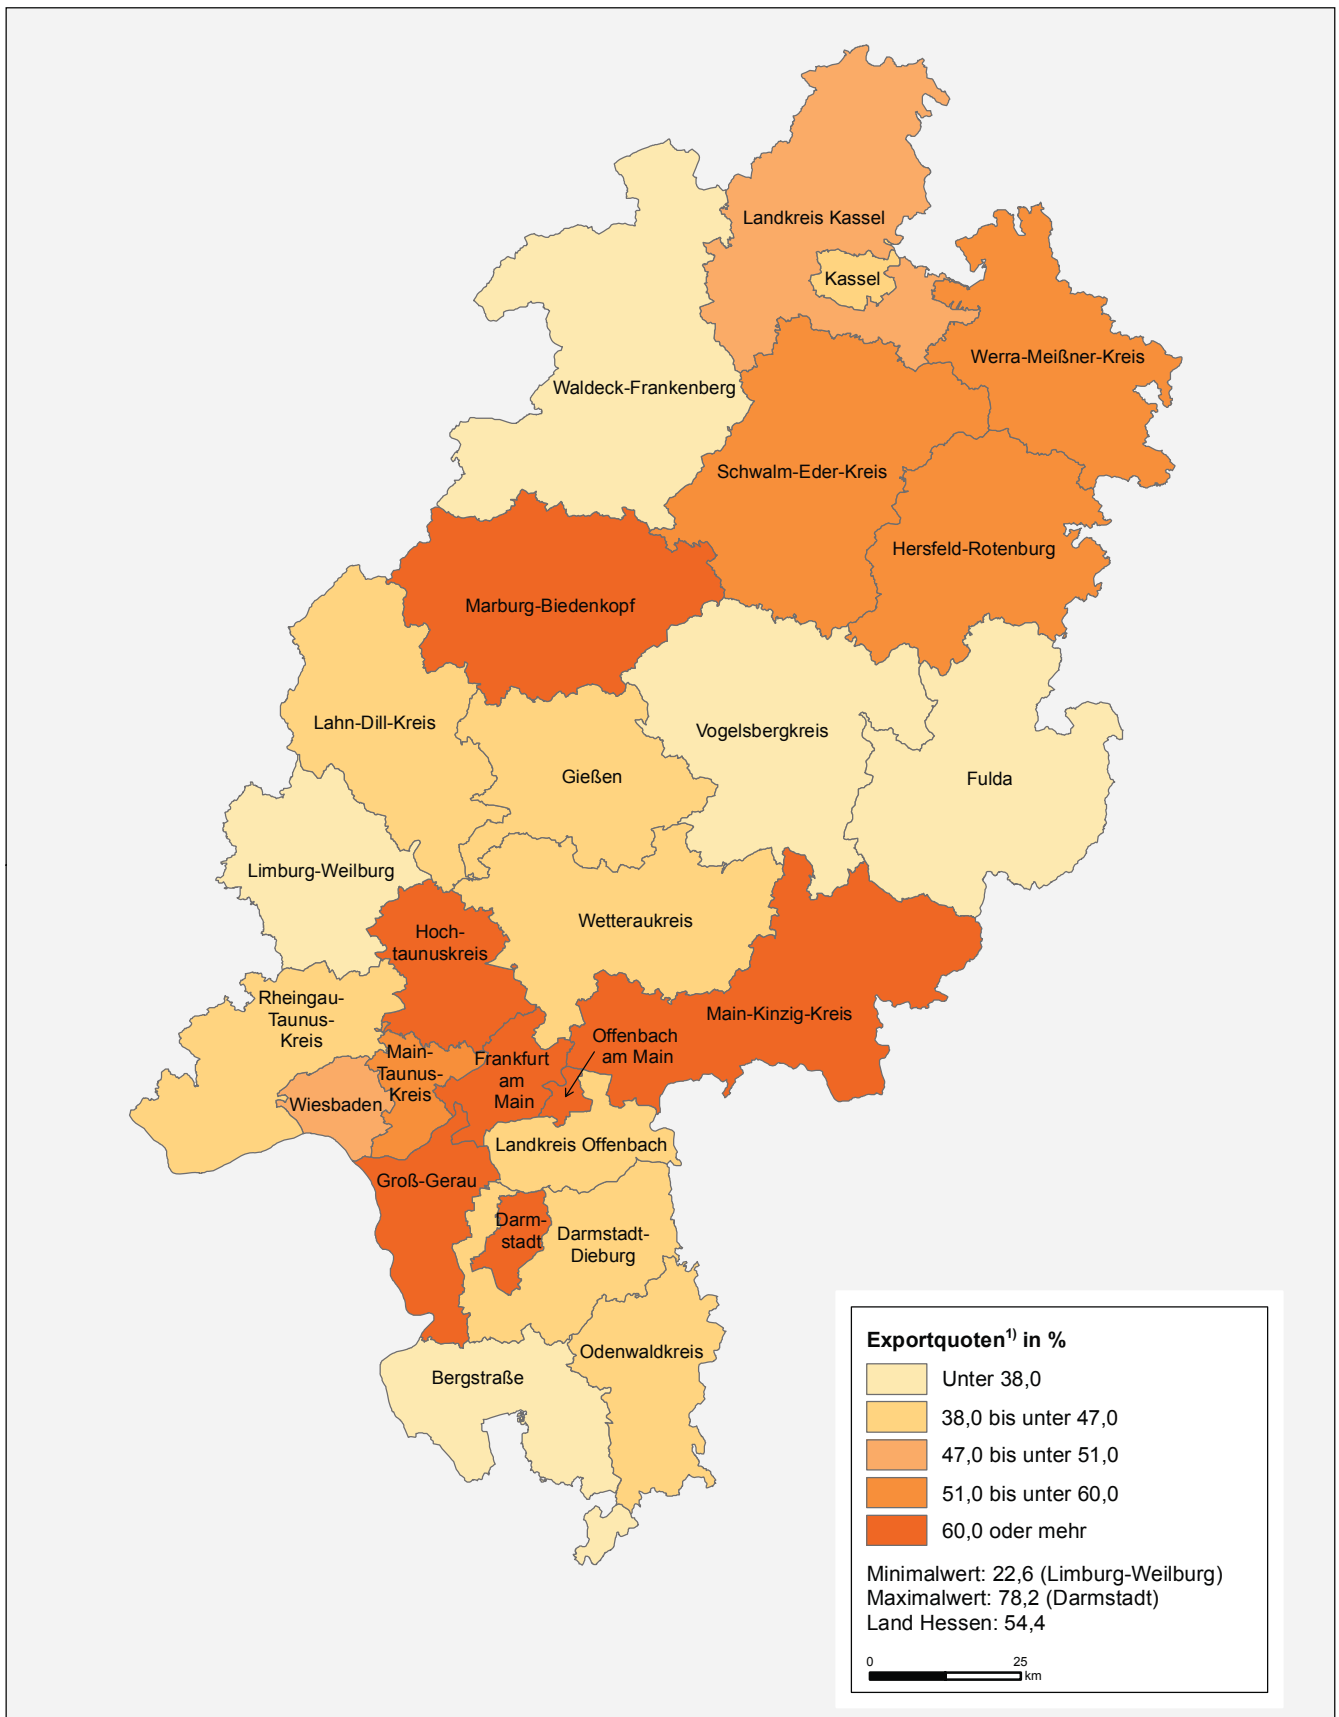 Landkreis Kassel
Kassel
Werra-Meißner-Kreis
Waldeck-Frankenberg
Schwalm-Eder-Kreis
Hersfeld-Rotenburg
Marburg-Biedenkopf
Lahn-Dill-Kreis
Vogelsbergkreis
Gießen
Fulda
Limburg-Weilburg
Wetteraukreis
Hoch-
taunuskreis
Rheingau-
Taunus-
Kreis
Main-Kinzig-Kreis
Offenbach
am Main
Main-
Taunus-
Kreis
Frankfurt
am
Main
Wiesbaden
Landkreis Offenbach
Groß-Gerau
Darm-
stadt
Darmstadt-
Dieburg
Odenwaldkreis
Bergstraße
Exportquoten¹⁾ in %
Unter 38,0
38,0 bis unter 47,0
47,0 bis unter 51,0
51,0 bis unter 60,0
60,0 oder mehr
Minimalwert: 22,6 (Limburg-Weilburg)
Maximalwert: 78,2 (Darmstadt)
Land Hessen: 54,4
0 25
km